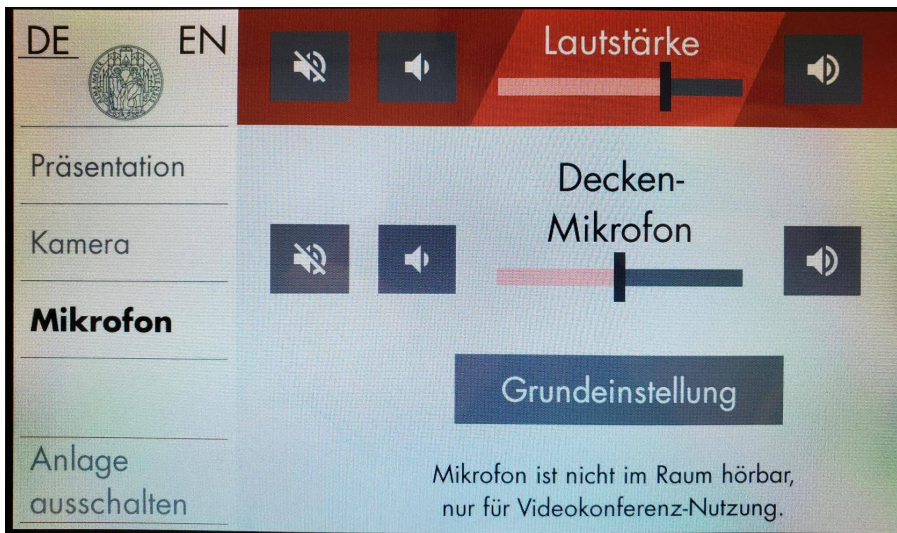 DE EN
Präsentation
Kamera
Mikrofon
Anlage
ausschalten
Lautstärke
Decken-
Mikrofon
Grundeinstellung
Mikrofon ist nicht im Raum hörbar,
nur für Videokonferenz-Nutzung.